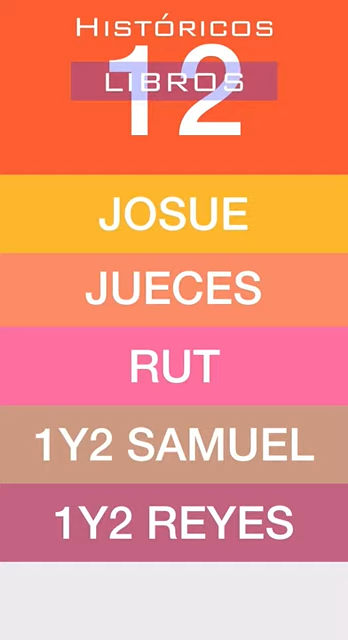 HISTÓRICOS
12
LIBROS
JOSUE
JUECES
RUT
1Y2 SAMUEL
1Y2 REYES